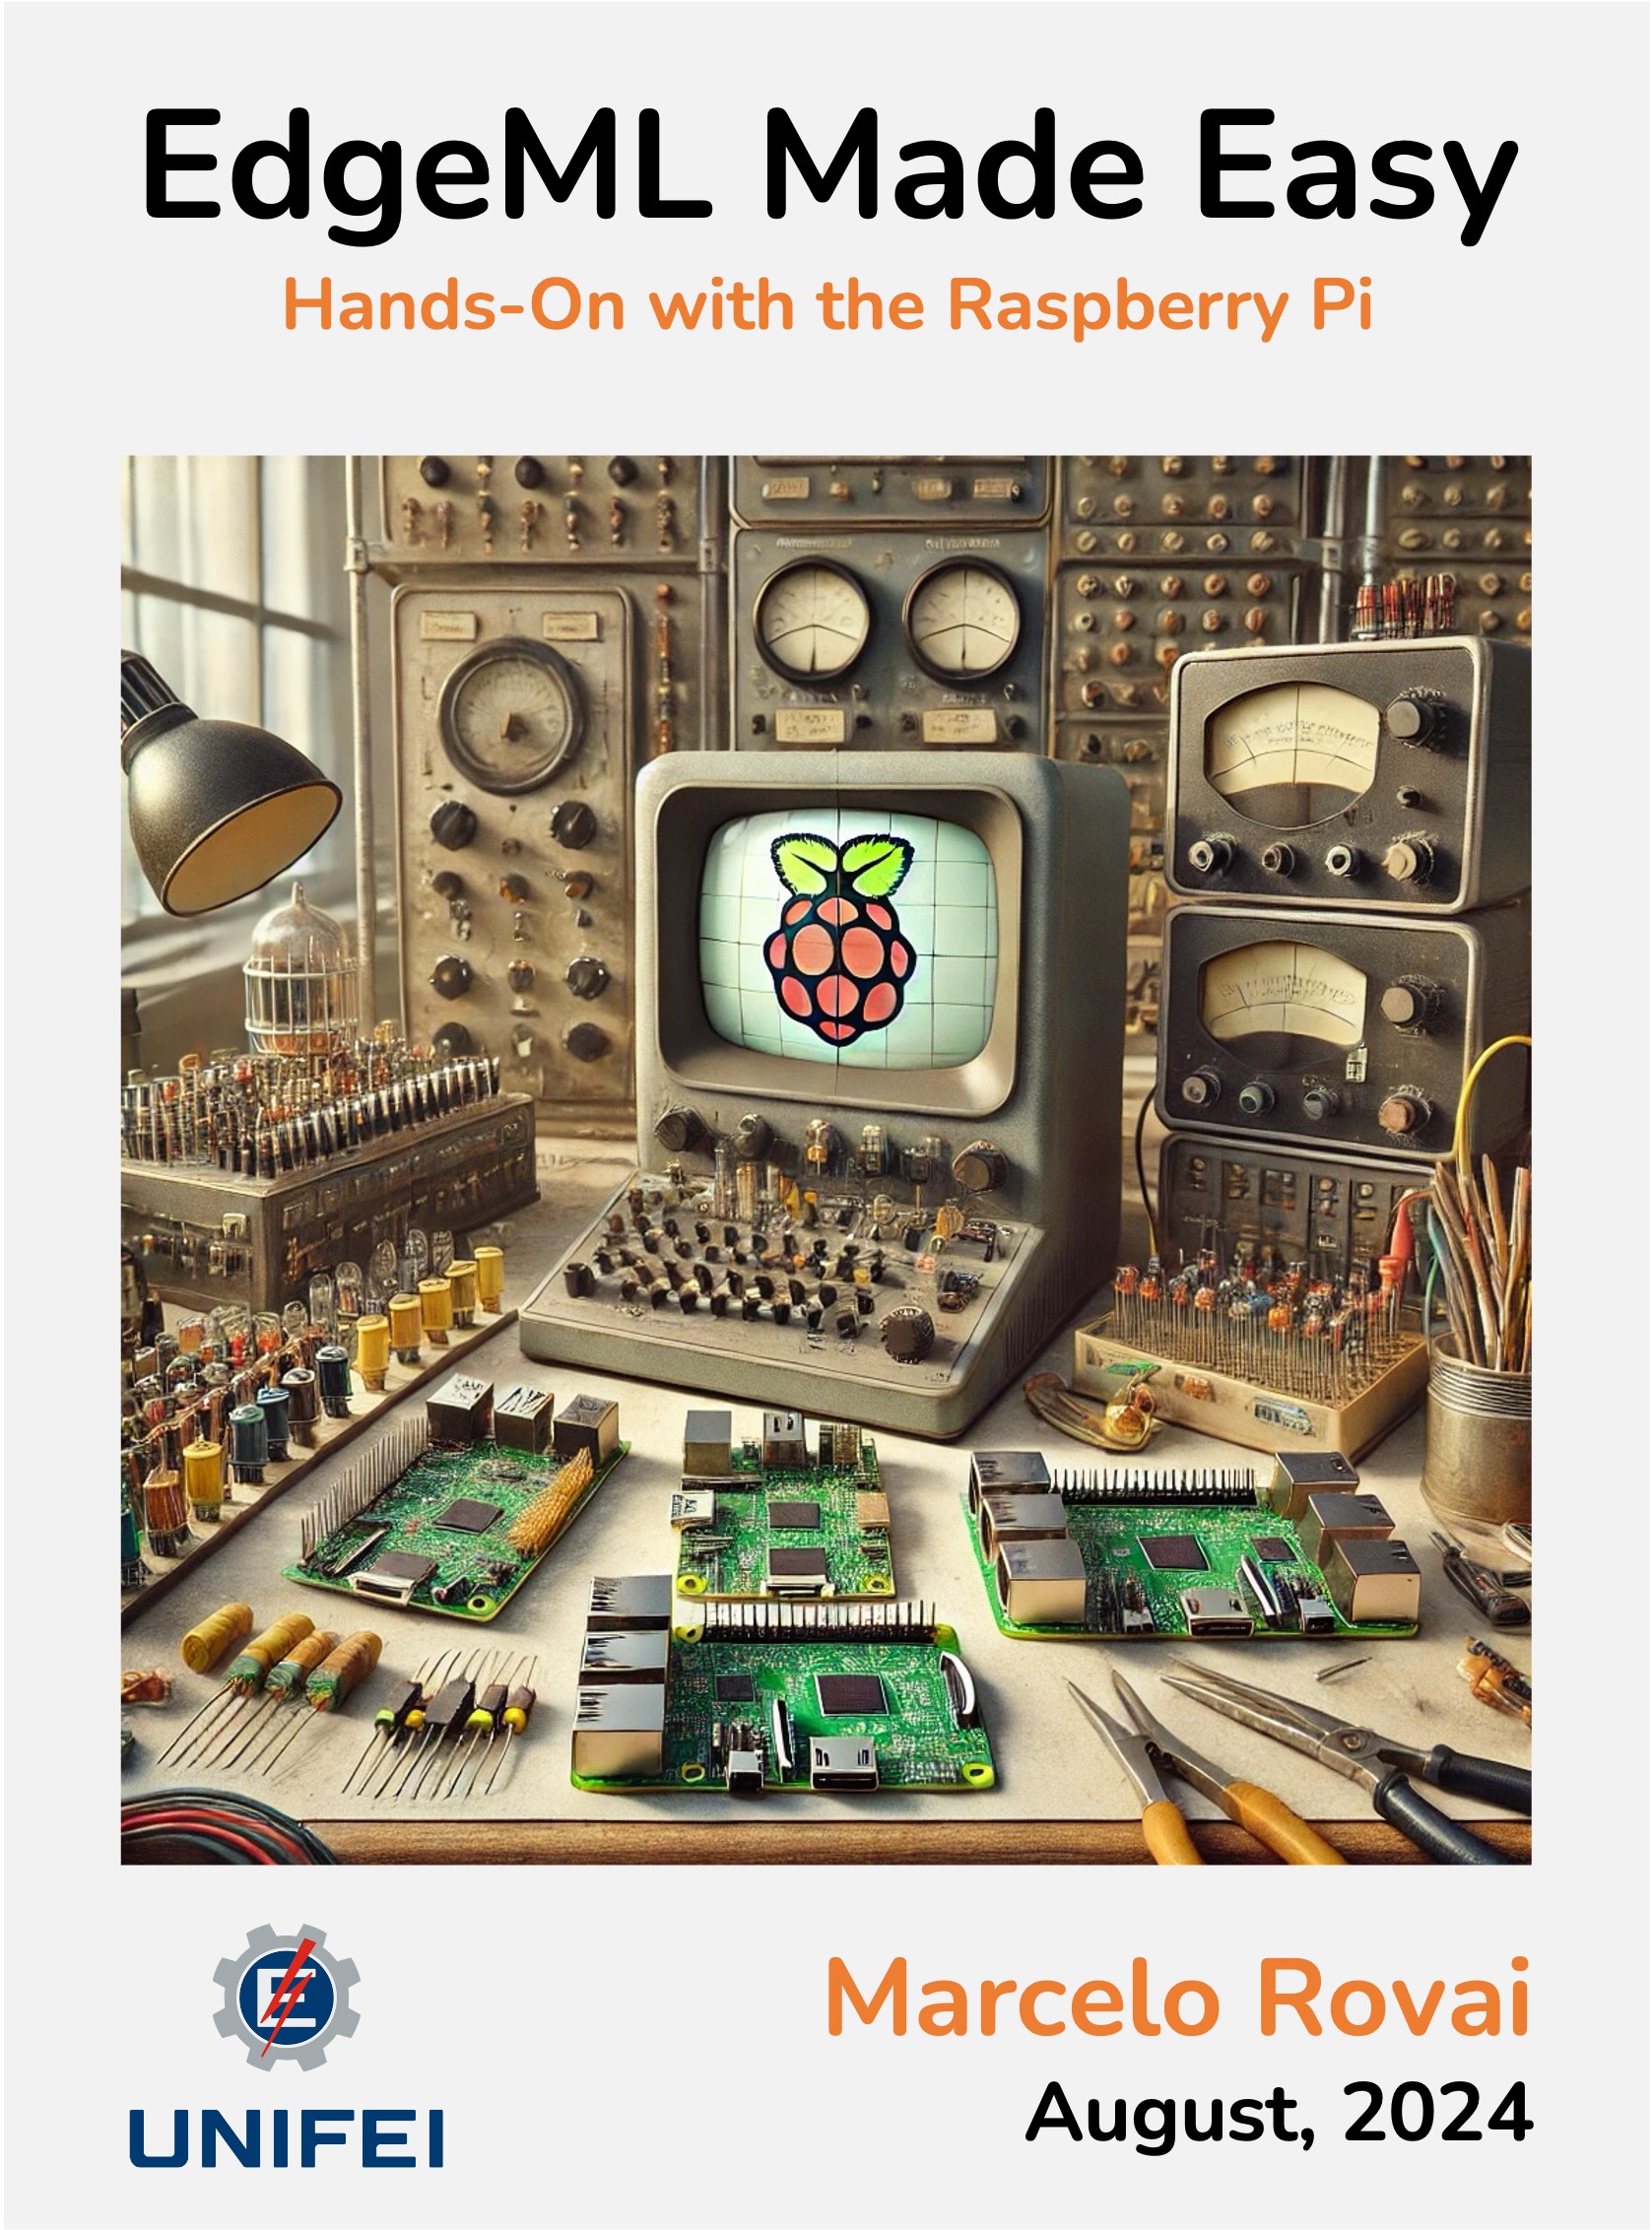 EdgeML Made Easy
Hands-On with the Raspberry Pi
E
UNIFEI
Marcelo Rovai
August, 2024